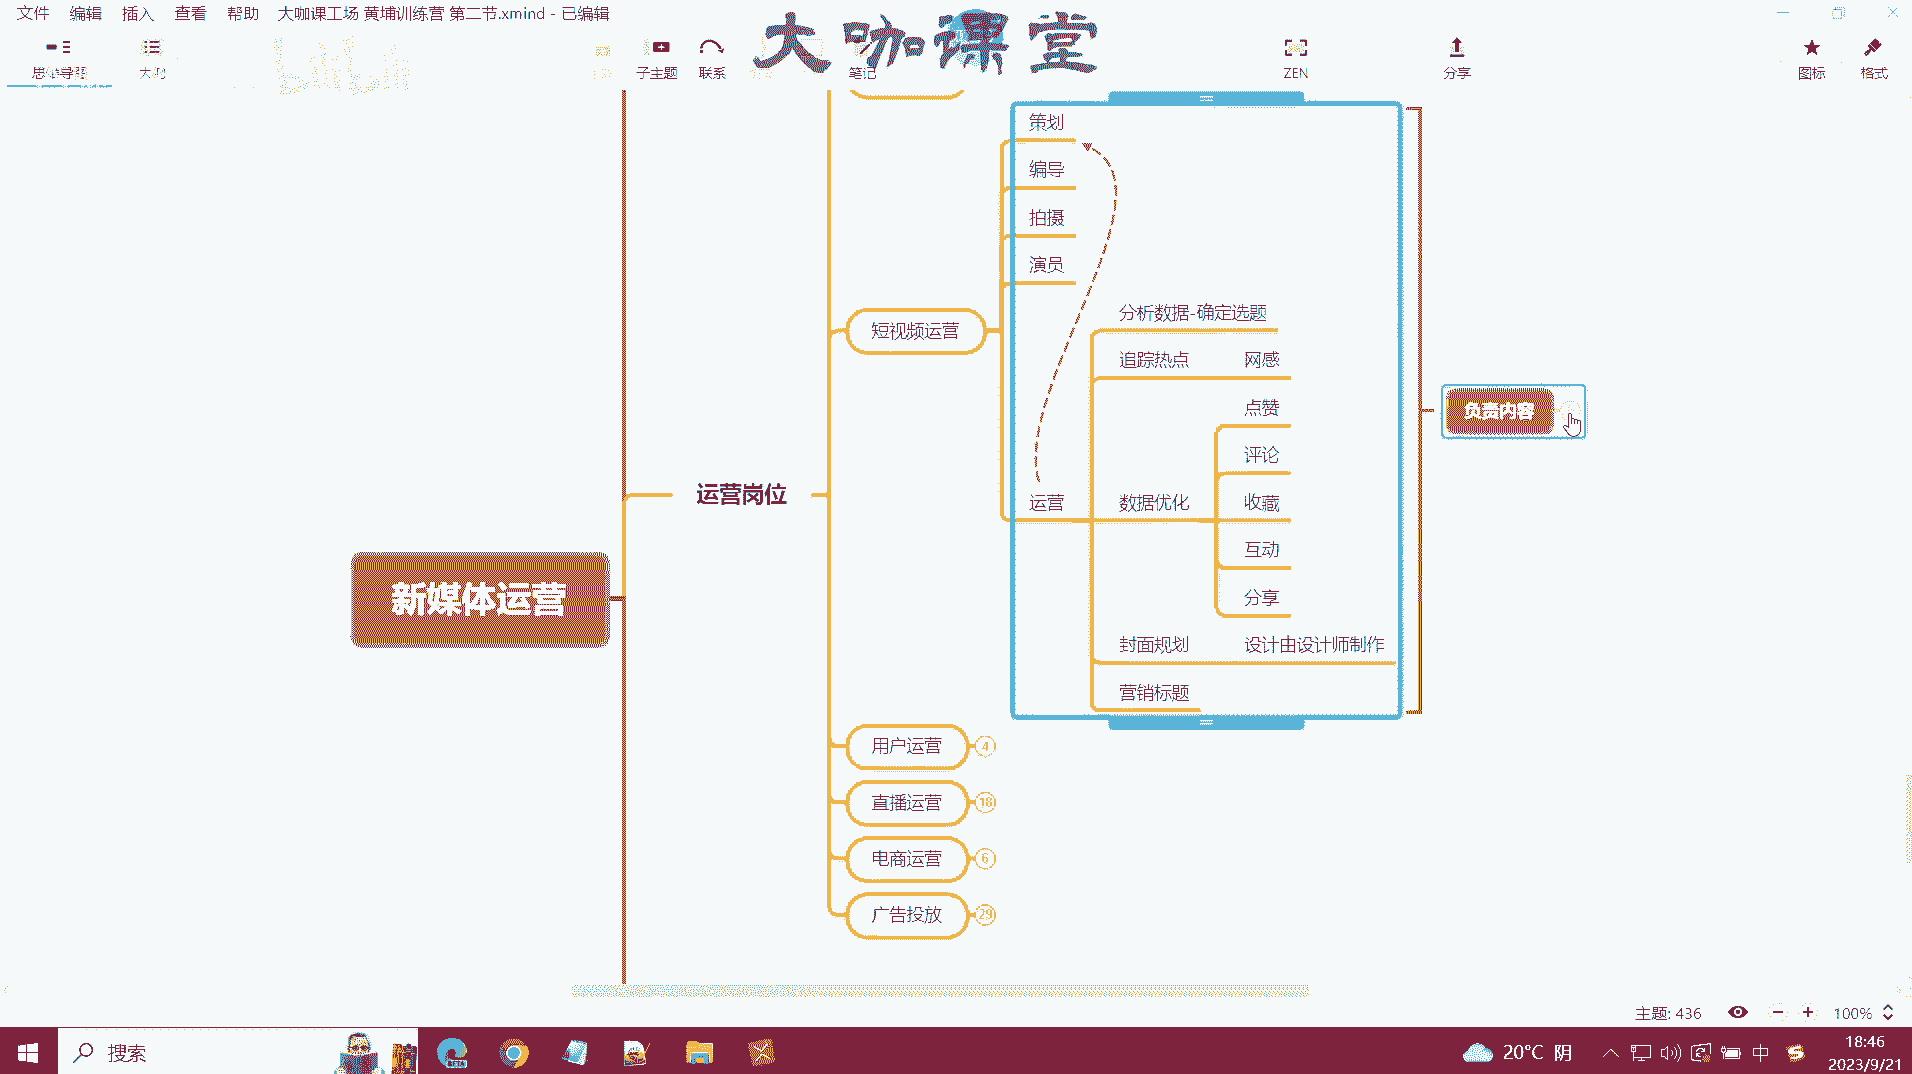 文件 编辑 插入 查看 帮助 大咖课工场 黄埔训练营 第二节.xmind - 已编辑
大咖课堂
思维导图 大纲 子主题 联系 笔记 ZEN 分享 图标 格式
策划
编导
拍摄
演员
分析数据-确定选题
短视频运营
追踪热点 网感
点赞
负责内容
评论
运营岗位
运营 数据优化 收藏
互动
新媒体运营
分享
封面规划 设计由设计师制作
营销标题
用户运营 4
直播运营 18
电商运营 6
广告投放 29
主题: 436 100%
搜索
BETA
20°C 阴
中
18:46
2023/9/21